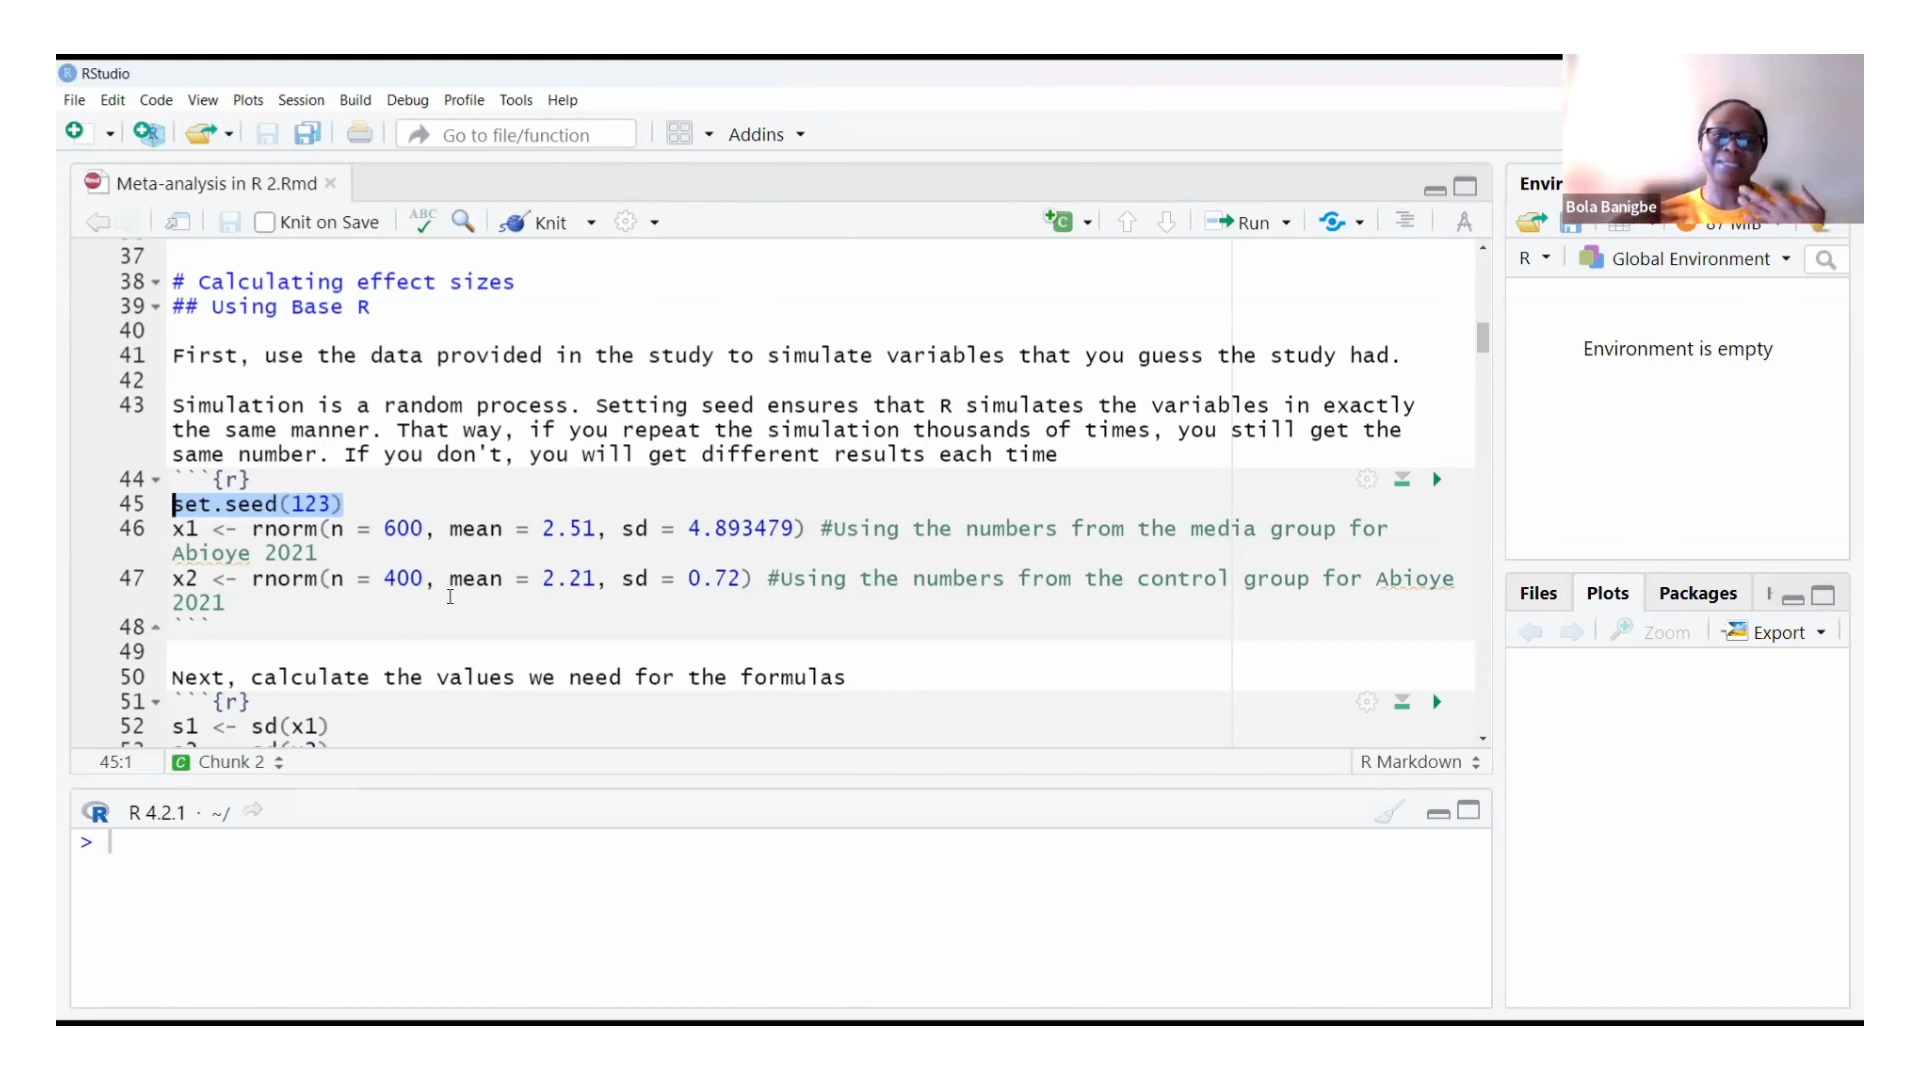 RStudio
File Edit Code View Plots Session Build Debug Profile Tools Help
Go to file/function Addins
Meta-analysis in R 2.Rmd
Knit on Save ABC Knit Run
37
38 # Calculating effect sizes
39 ## Using Base R
40
41 First, use the data provided in the study to simulate variables that you guess the study had.
42
43 Simulation is a random process. Setting seed ensures that R simulates the variables in exactly
the same manner. That way, if you repeat the simulation thousands of times, you still get the
same number. If you don't, you will get different results each time
44 ```{r}
45 set.seed(123)
46 x1 <- rnorm(n = 600, mean = 2.51, sd = 4.893479) #Using the numbers from the media group for
Abioye 2021
47 x2 <- rnorm(n = 400, mean = 2.21, sd = 0.72) #Using the numbers from the control group for Abioye
2021
48 ```
49
50 Next, calculate the values we need for the formulas
51 ```{r}
52 s1 <- sd(x1)
45:1 C Chunk 2 R Markdown
R R 4.2.1 · ~/
>
Bola Banigbe
Envir
R Global Environment
Environment is empty
Files Plots Packages
Zoom Export